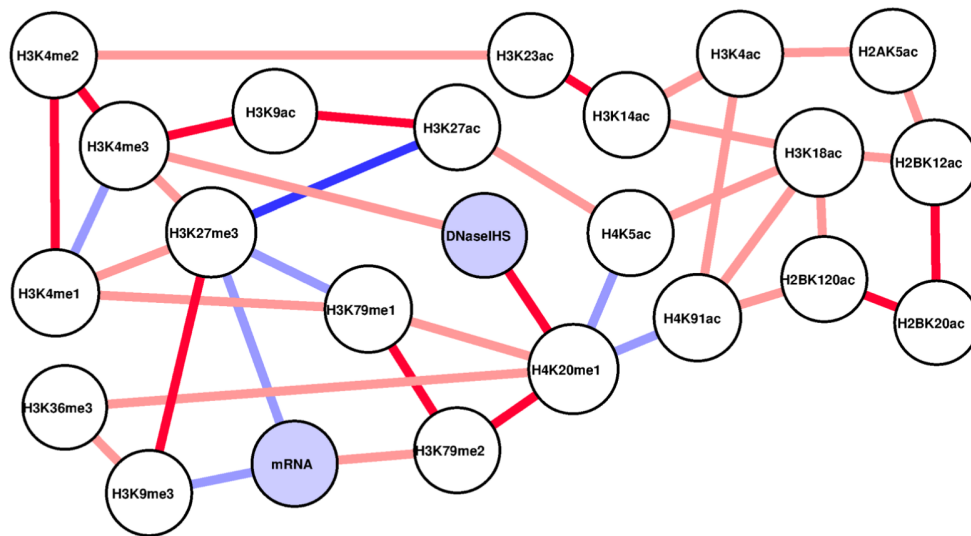 H3K4me2
H3K23ac
H3K4ac
H2AK5ac
H3K9ac
H3K14ac
H3K27ac
H3K4me3
H3K18ac
H2BK12ac
H3K27me3
DNaseIHS
H4K5ac
H3K4me1
H2BK120ac
H3K79me1
H4K91ac
H2BK20ac
H4K20me1
H3K36me3
H3K79me2
mRNA
H3K9me3